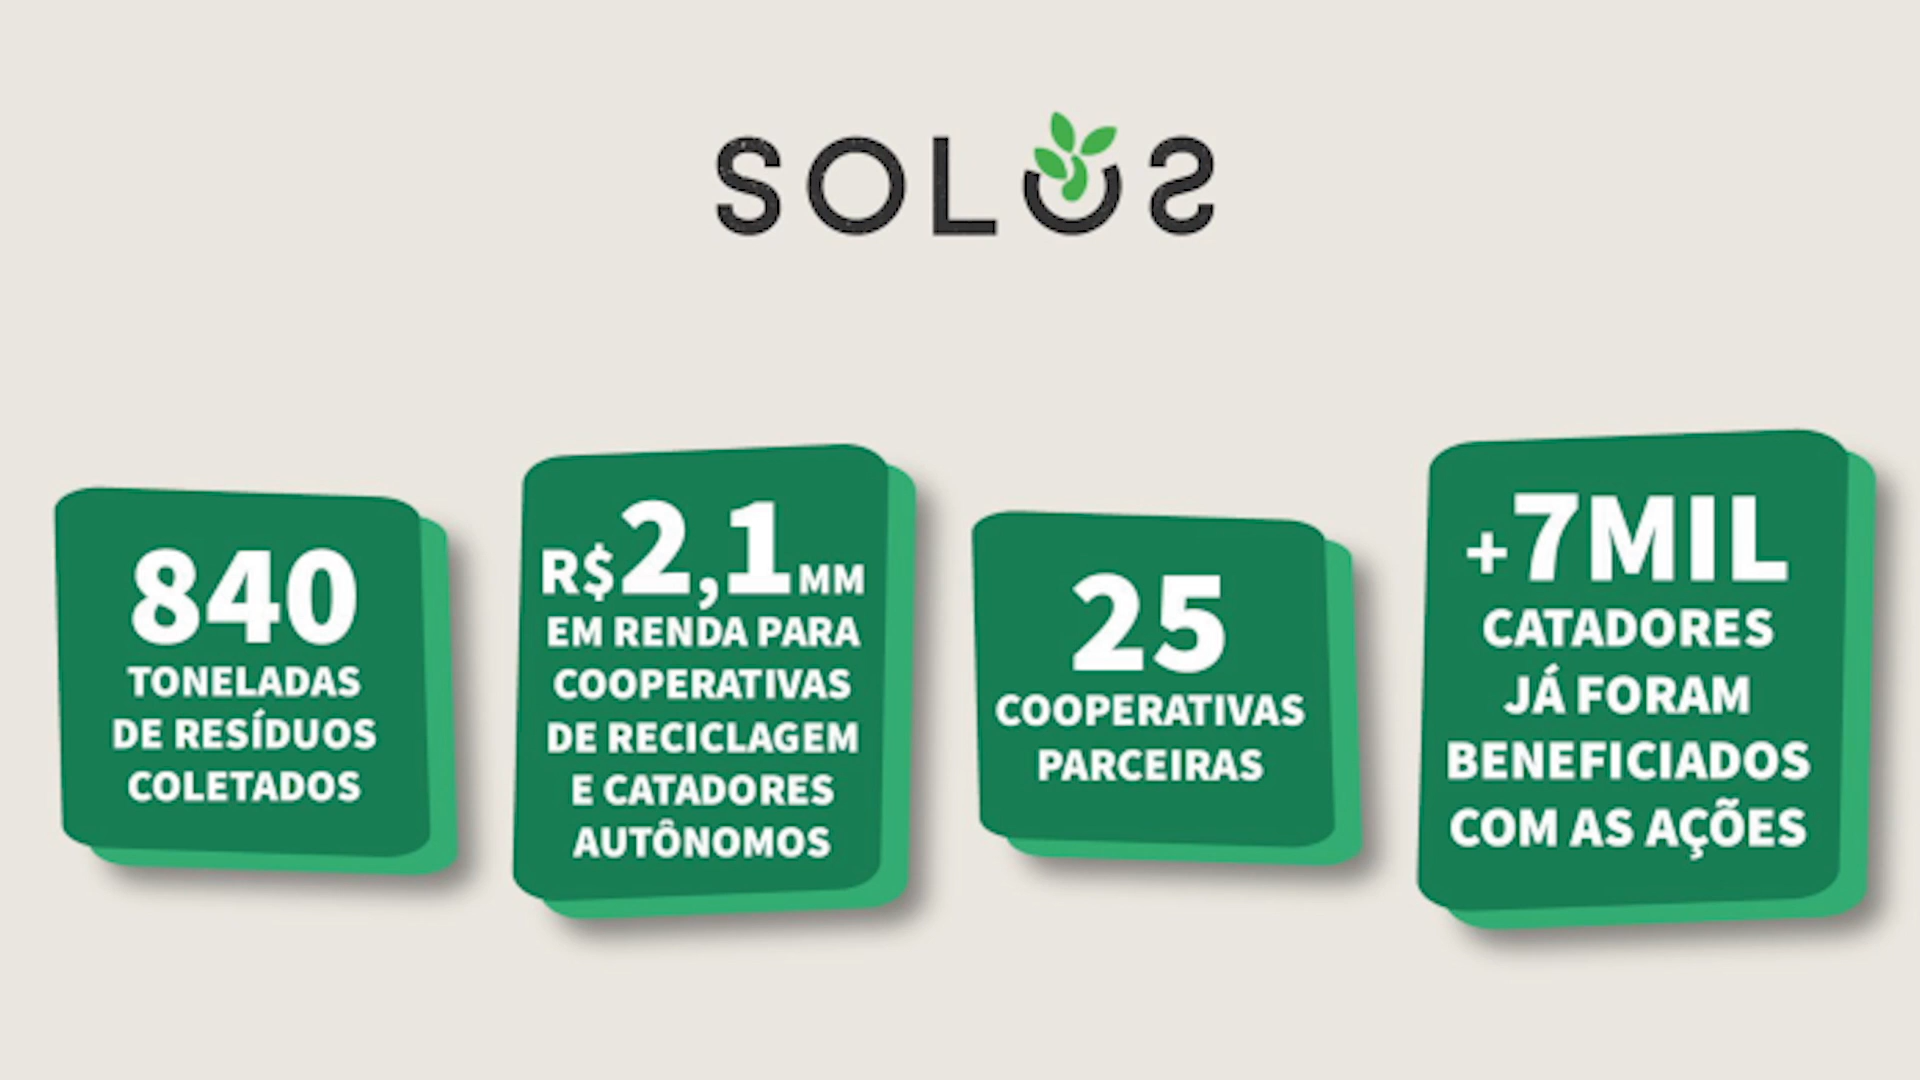 SOLOS
840
TONELADAS
DE RESÍDUOS
COLETADOS
R$2,1MM
EM RENDA PARA
COOPERATIVAS
DE RECICLAGEM
E CATADORES
AUTÔNOMOS
25
COOPERATIVAS
PARCEIRAS
+7MIL
CATADORES
JÁ FORAM
BENEFICIADOS
COM AS AÇÕES